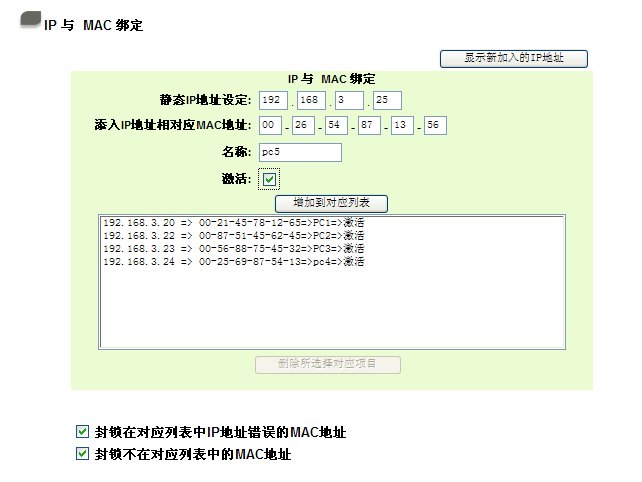 IP 与 MAC 绑定
显示新加入的IP地址
IP 与 MAC 绑定
静态IP地址设定: 192 . 168 . 3 . 25
添入IP地址相对应MAC地址: 00 - 26 - 54 - 87 - 13 - 56
名称: pc5
激活:
增加到对应列表
192.168.3.20 => 00-21-45-78-12-65=>PC1=>激活
192.168.3.22 => 00-87-51-45-62-45=>PC2=>激活
192.168.3.23 => 00-56-88-75-45-32=>PC3=>激活
192.168.3.24 => 00-25-69-87-54-13=>pc4=>激活
删除所选择对应项目
封锁在对应列表中IP地址错误的MAC地址
封锁不在对应列表中的MAC地址